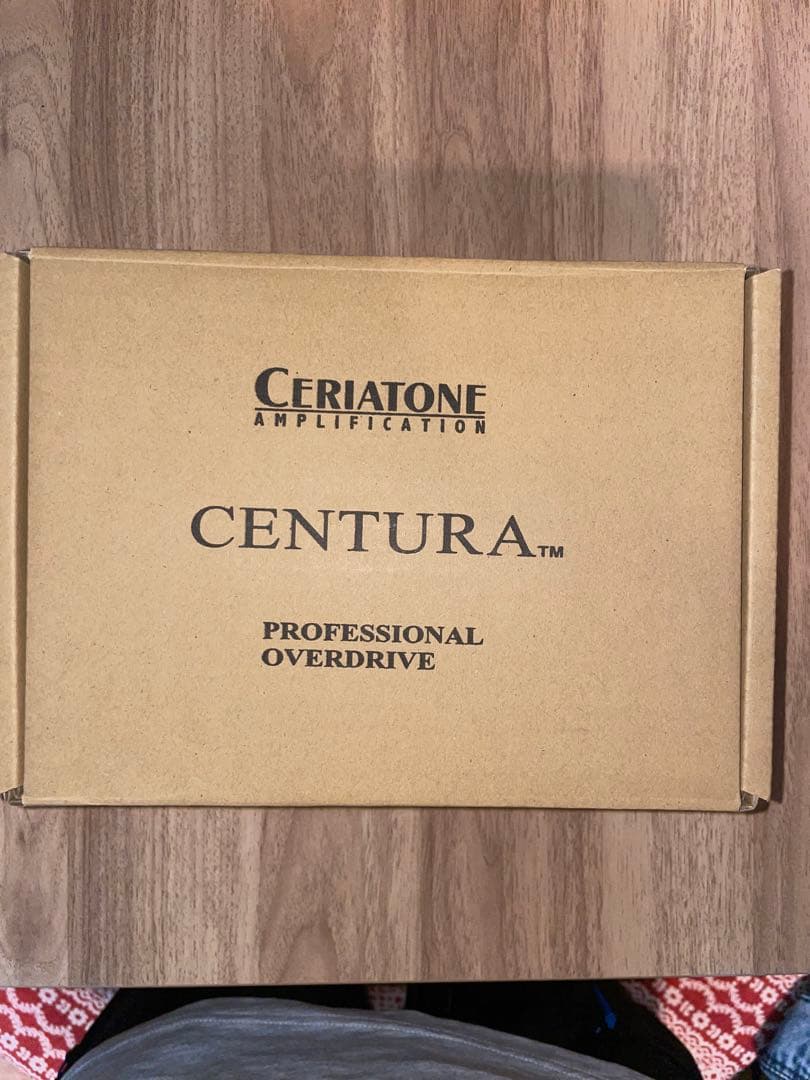 CERIATONE
AMPLIFICATION
CENTURA™
PROFESSIONAL
OVERDRIVE